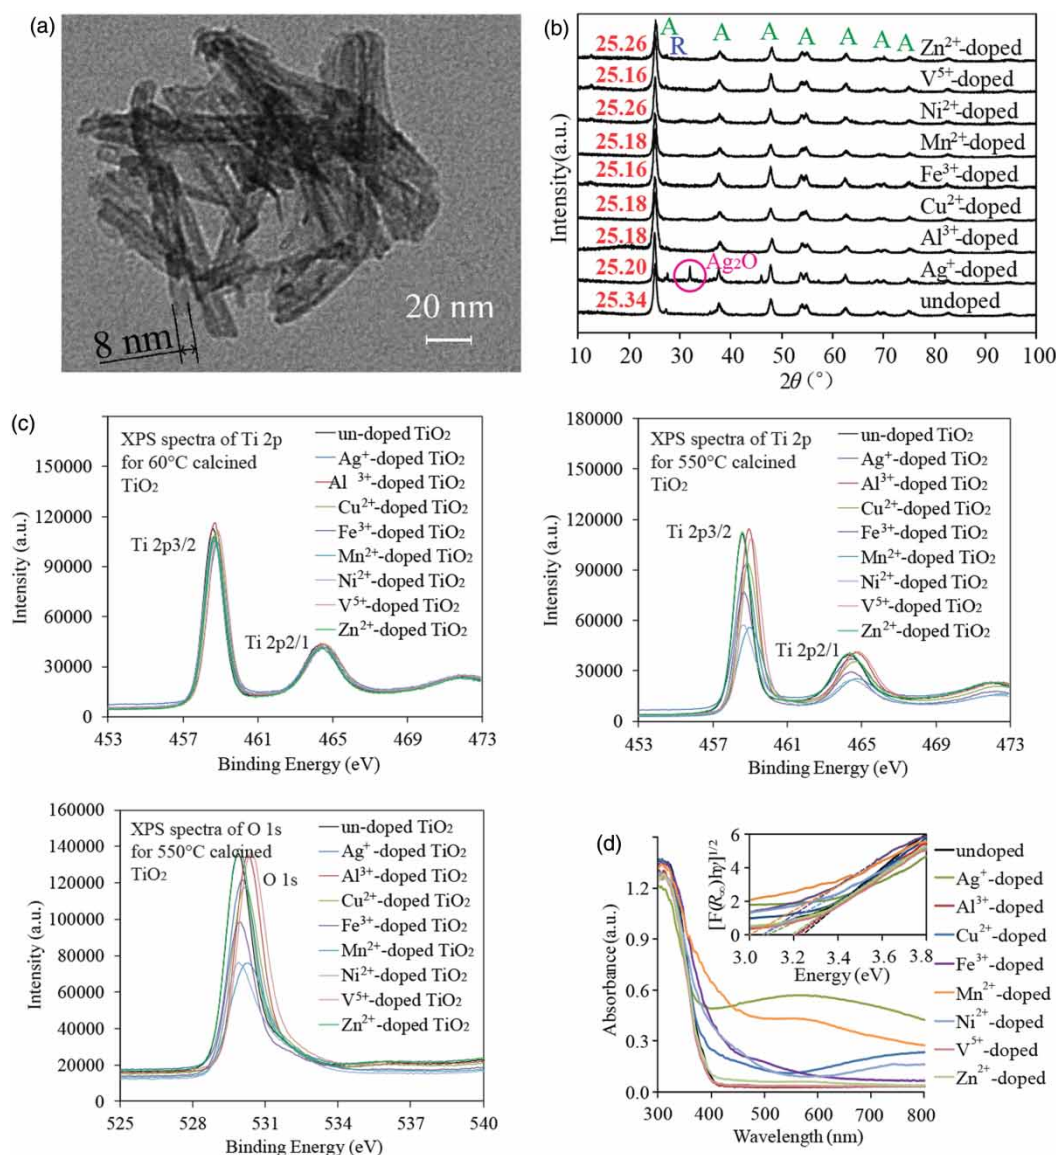 (a)
8 nm
20 nm
(b)
A A A A A A A
R
25.26 Zn²⁺-doped
25.16 V⁵⁺-doped
25.26 Ni²⁺-doped
25.18 Mn²⁺-doped
25.16 Fe³⁺-doped
25.18 Cu²⁺-doped
25.18 Al³⁺-doped
Ag₂O
25.20 Ag⁺-doped
25.34 undoped
Intensity(a.u.)
10 20 30 40 50 60 70 80 90 100
2θ (°)
(c)
XPS spectra of Ti 2p
for 60°C calcined
TiO₂
un-doped TiO₂
Ag⁺-doped TiO₂
Al ³⁺-doped TiO₂
Cu²⁺-doped TiO₂
Fe³⁺-doped TiO₂
Mn²⁺-doped TiO₂
Ni²⁺-doped TiO₂
V⁵⁺-doped TiO₂
Zn²⁺-doped TiO₂
Ti 2p3/2
Ti 2p2/1
Intensity (a.u.)
150000
120000
90000
60000
30000
0
453 457 461 465 469 473
Binding Energy (eV)
XPS spectra of Ti 2p
for 550°C calcined
TiO₂
un-doped TiO₂
Ag⁺-doped TiO₂
Al³⁺-doped TiO₂
Cu²⁺-doped TiO₂
Fe³⁺-doped TiO₂
Mn²⁺-doped TiO₂
Ni²⁺-doped TiO₂
V⁵⁺-doped TiO₂
Zn²⁺-doped TiO₂
Ti 2p3/2
Ti 2p2/1
Intensity (a.u.)
180000
150000
120000
90000
60000
30000
0
453 457 461 465 469 473
Binding Energy (eV)
XPS spectra of O 1s
for 550°C calcined
TiO₂
un-doped TiO₂
Ag⁺-doped TiO₂
Al³⁺-doped TiO₂
Cu²⁺-doped TiO₂
Fe³⁺-doped TiO₂
Mn²⁺-doped TiO₂
Ni²⁺-doped TiO₂
V⁵⁺-doped TiO₂
Zn²⁺-doped TiO₂
O 1s
Intensity (a.u.)
160000
140000
120000
100000
80000
60000
40000
20000
0
525 528 531 534 537 540
Binding Energy (eV)
(d)
[F(R∞)hγ]¹ᐟ²
6
4
2
0
3.0 3.2 3.4 3.6 3.8
Energy (eV)
undoped
Ag⁺-doped
Al³⁺-doped
Cu²⁺-doped
Fe³⁺-doped
Mn²⁺-doped
Ni²⁺-doped
V⁵⁺-doped
Zn²⁺-doped
Absorbance(a.u.)
1.2
0.9
0.6
0.3
0.0
300 400 500 600 700 800
Wavelength (nm)